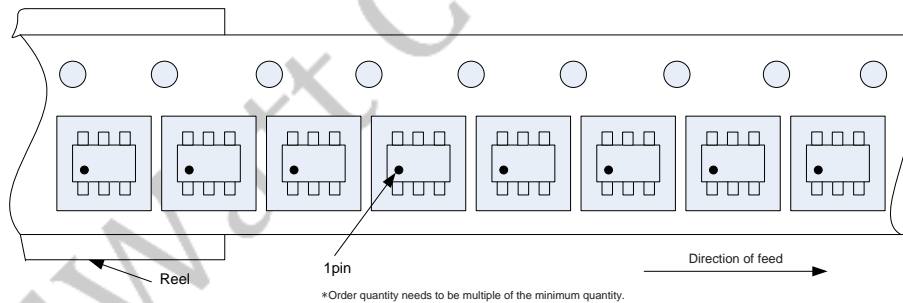 Direction of feed
1pin
Reel
*Order quantity needs to be multiple of the minimum quantity.